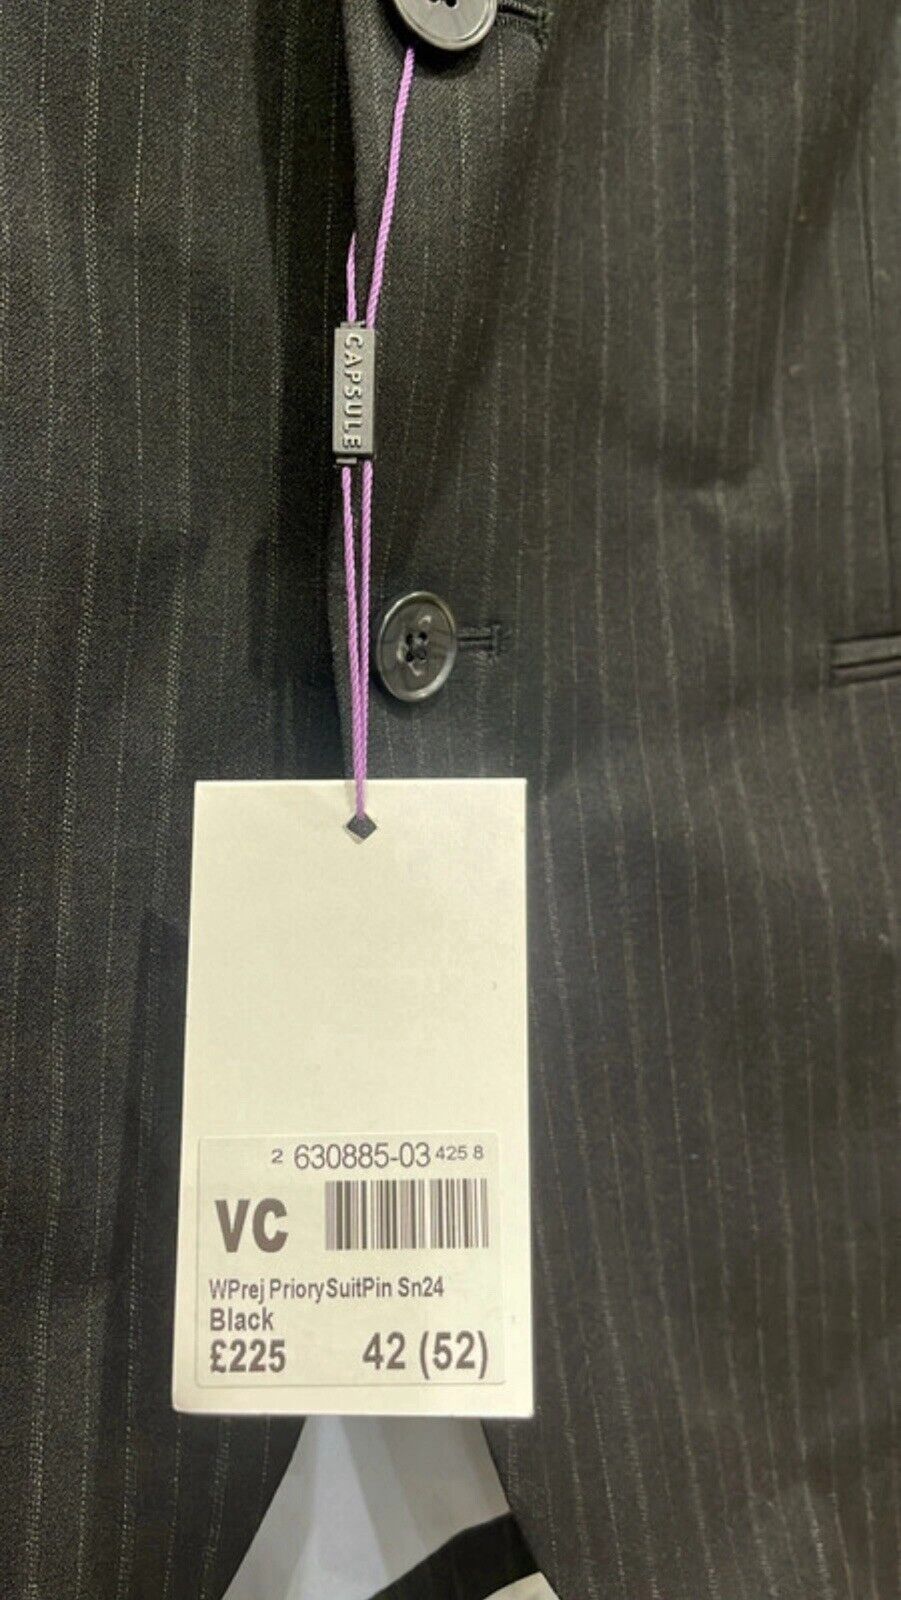 CAPSULE
2 630885-03 425 8
VC
WPrej PriorySuitPin Sn24
Black
£225 42 (52)